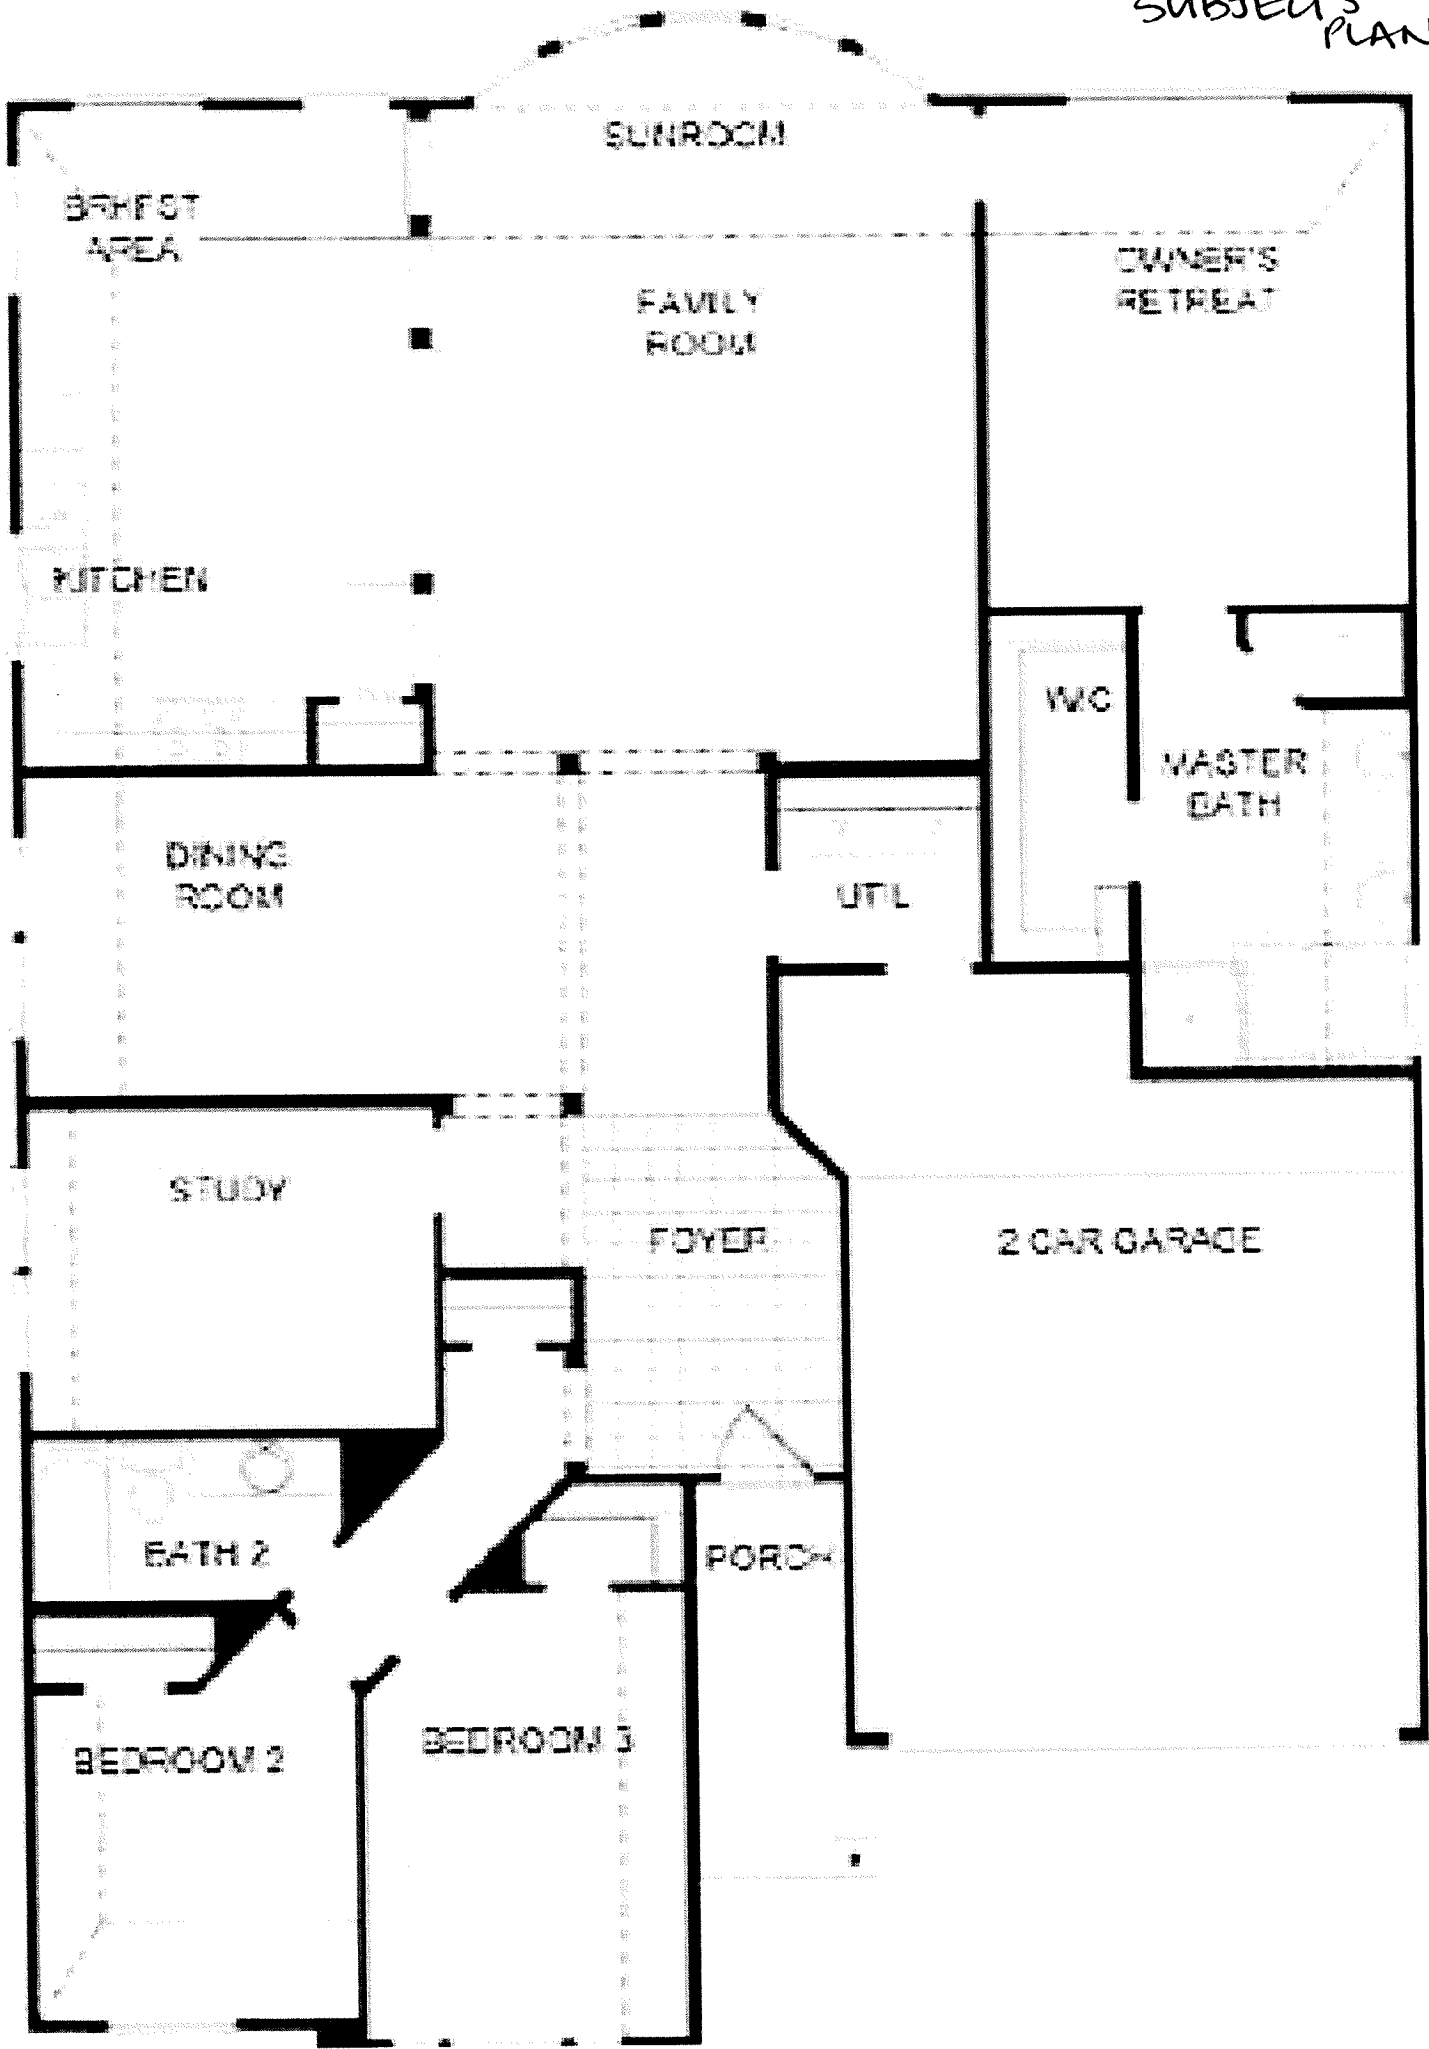 SUBJECT'S
PLAN
SUNROOM
BRKFST
AREA
OWNER'S
RETREAT
FAMILY
ROOM
KITCHEN
WIC
MASTER
BATH
DINING
ROOM
UTIL
STUDY
FOYER
2 CAR GARAGE
BATH 2
PORCH
BEDROOM 3
BEDROOM 2